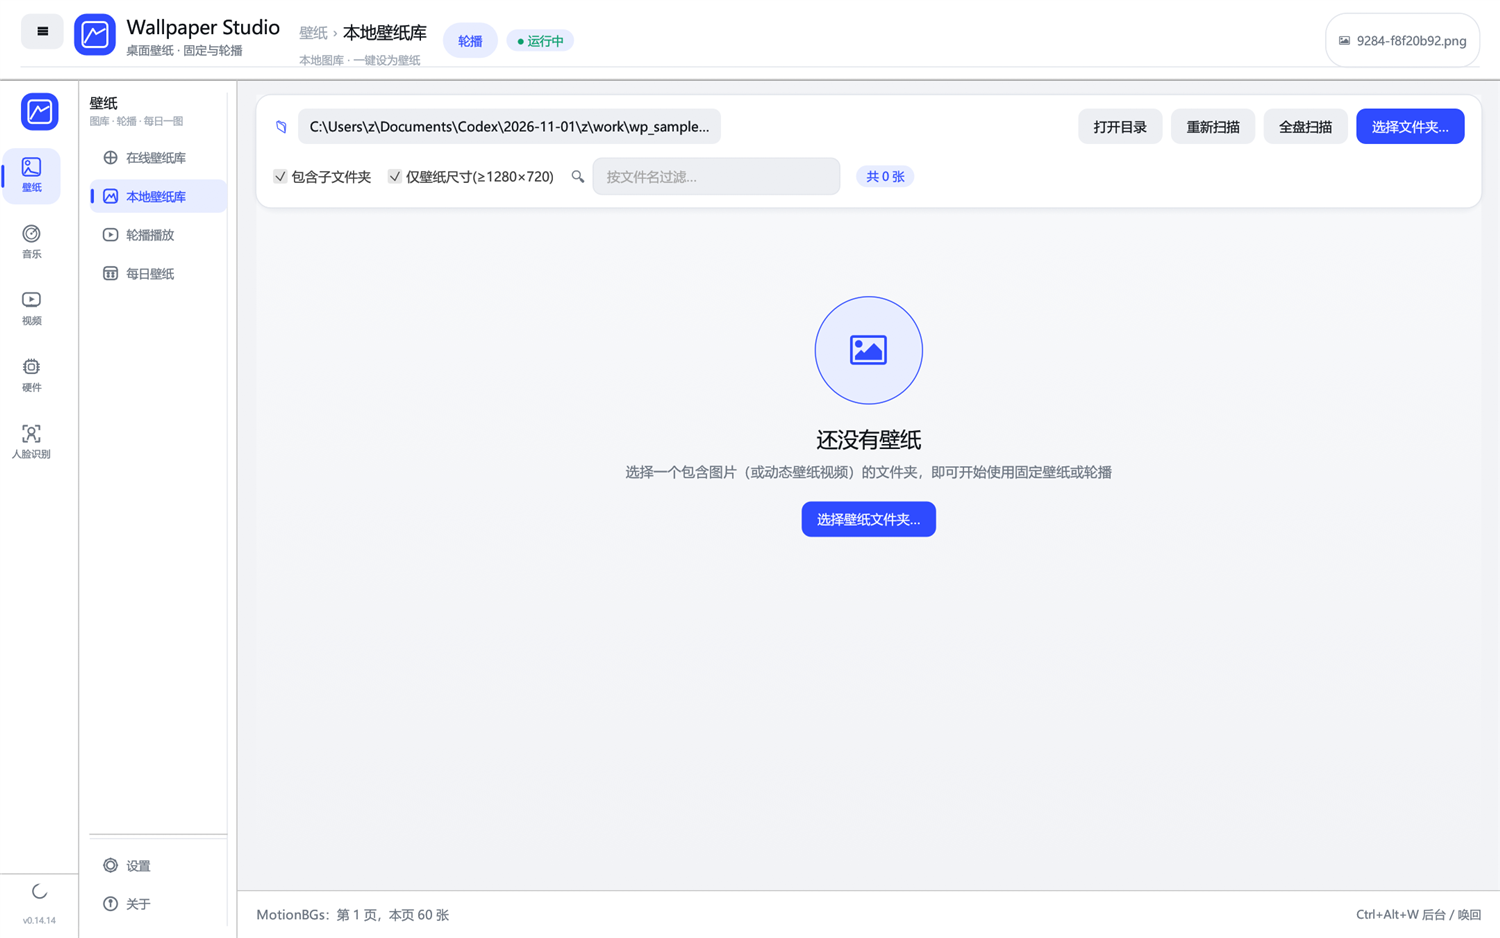 Wallpaper Studio
桌面壁纸 · 固定与轮播
壁纸 › 本地壁纸库
本地图库 · 一键设为壁纸
轮播
运行中
9284-f8f20b92.png
壁纸
音乐
视频
硬件
人脸识别
v0.14.14
壁纸
图库 · 轮播 · 每日一图
在线壁纸库
本地壁纸库
轮播播放
每日壁纸
设置
关于
C:\Users\z\Documents\Codex\2026-11-01\z\work\wp_sample...
打开目录
重新扫描
全盘扫描
选择文件夹...
包含子文件夹
仅壁纸尺寸(≥1280×720)
按文件名过滤...
共 0 张
还没有壁纸
选择一个包含图片（或动态壁纸视频）的文件夹，即可开始使用固定壁纸或轮播
选择壁纸文件夹...
MotionBGs：第 1 页，本页 60 张
Ctrl+Alt+W 后台 / 唤回